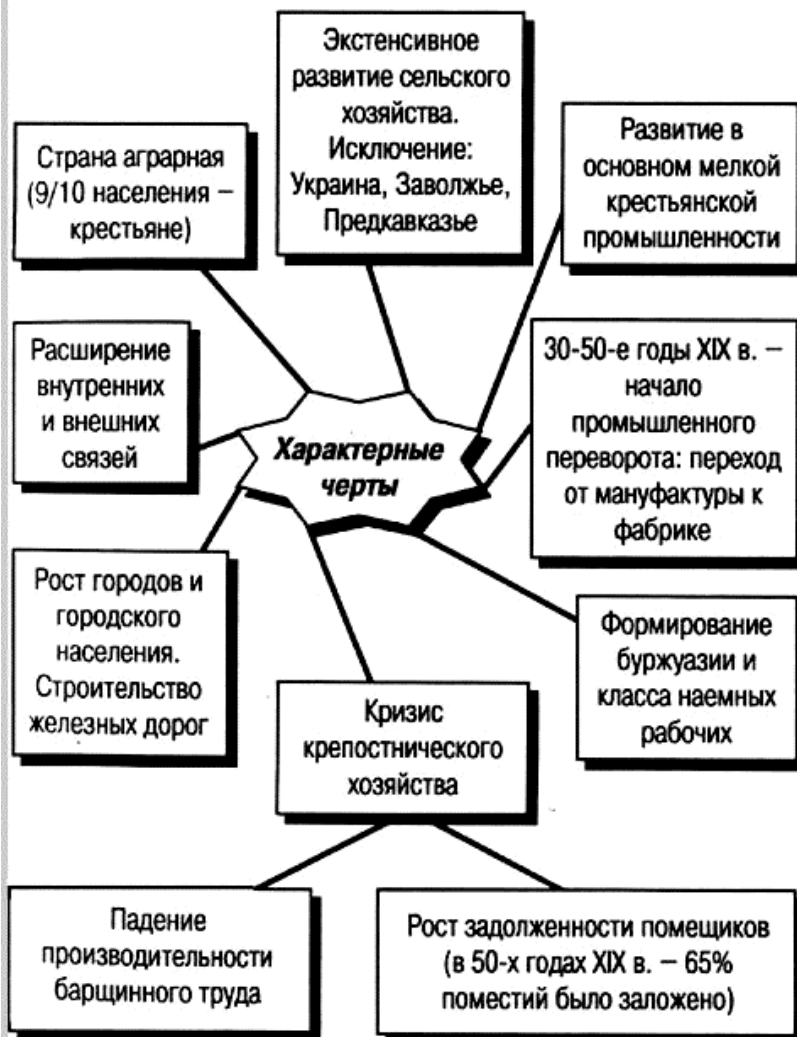 Экстенсивное
развитие сельского
хозяйства.
Исключение:
Украина, Заволжье,
Предкавказье
Страна аграрная
(9/10 населения –
крестьяне)
Развитие в
основном мелкой
крестьянской
промышленности
Расширение
внутренних
и внешних
связей
Характерные
черты
30-50-е годы XIX в. –
начало
промышленного
переворота: переход
от мануфактуры к
фабрике
Рост городов и
городского
населения.
Строительство
железных дорог
Формирование
буржуазии и
класса наемных
рабочих
Кризис
крепостнического
хозяйства
Падение
производительности
барщинного труда
Рост задолженности помещиков
(в 50-х годах XIX в. – 65%
поместий было заложено)